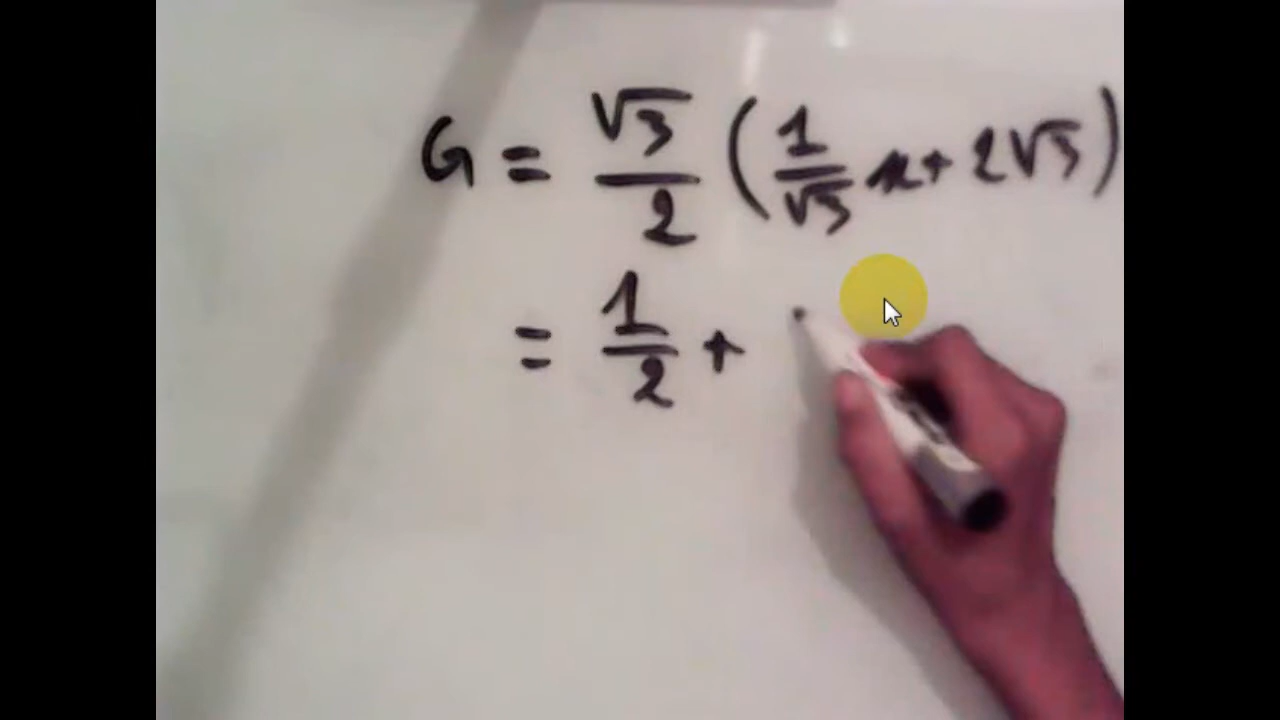 G = √3/2 (1/√3 x + 2√3)
= 1/2 +